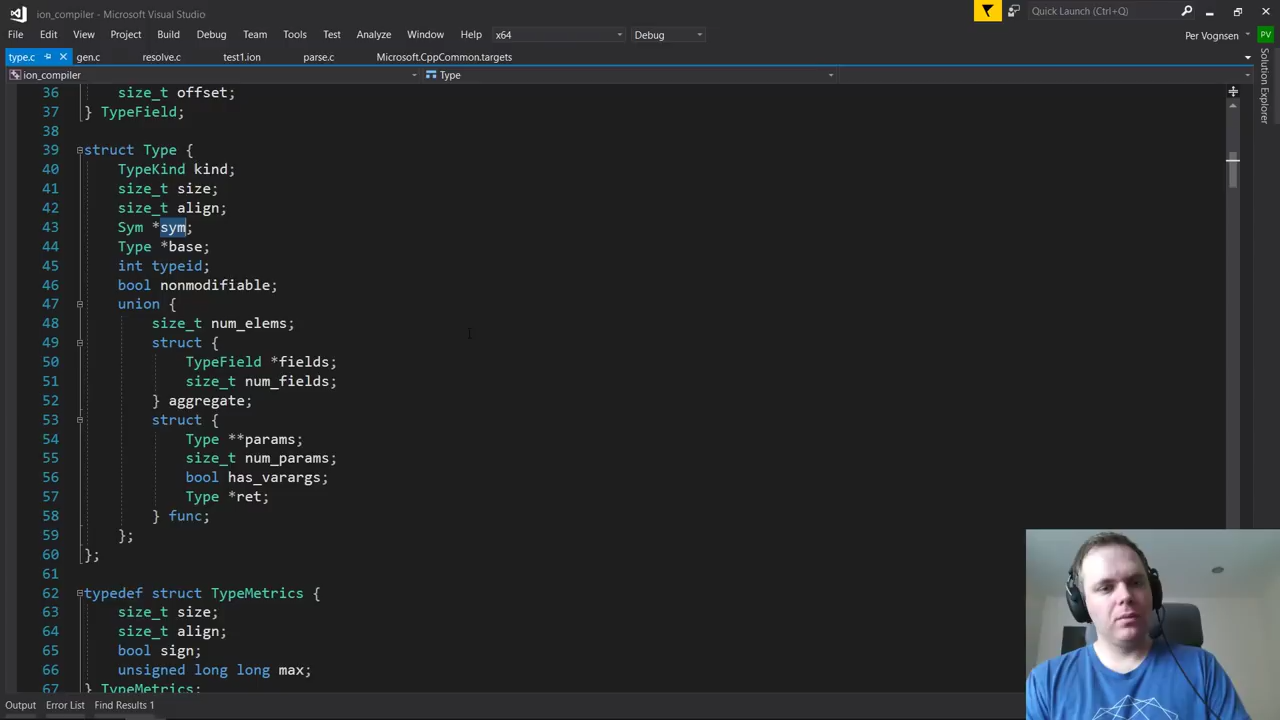 ion_compiler - Microsoft Visual Studio
Quick Launch (Ctrl+Q)
File Edit View Project Build Debug Team Tools Test Analyze Window Help x64 Debug Per Vognsen PV
type.c gen.c resolve.c test1.ion parse.c Microsoft.CppCommon.targets
ion_compiler Type
Solution Explorer
36 size_t offset;
37 } TypeField;
38
39 struct Type {
40 TypeKind kind;
41 size_t size;
42 size_t align;
43 Sym *sym;
44 Type *base;
45 int typeid;
46 bool nonmodifiable;
47 union {
48 size_t num_elems;
49 struct {
50 TypeField *fields;
51 size_t num_fields;
52 } aggregate;
53 struct {
54 Type **params;
55 size_t num_params;
56 bool has_varargs;
57 Type *ret;
58 } func;
59 };
60 };
61
62 typedef struct TypeMetrics {
63 size_t size;
64 size_t align;
65 bool sign;
66 unsigned long long max;
67 } TypeMetrics;
Output Error List Find Results 1